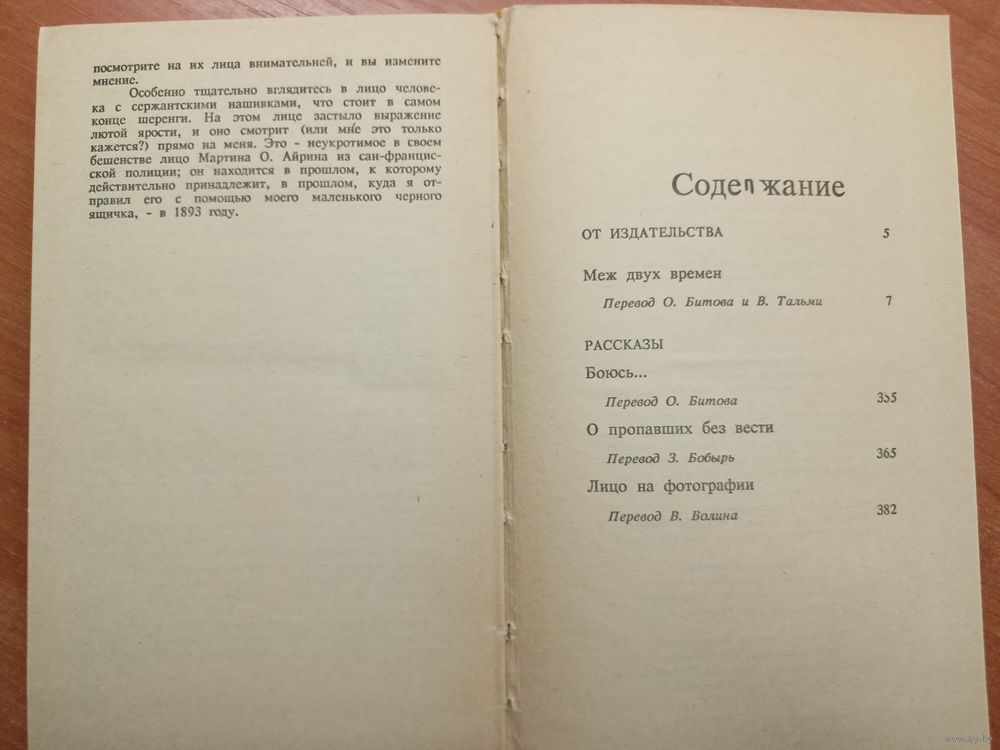 посмотрите на их лица внимательней, и вы измените
мнение.
Особенно тщательно вглядитесь в лицо челове-
ка с сержантскими нашивками, что стоит в самом
конце шеренги. На этом лице застыло выражение
лютой ярости, и оно смотрит (или мне это только
кажется?) прямо на меня. Это - неукротимое в своем
бешенстве лицо Мартина О. Айрина из сан-францис-
ской полиции; он находится в прошлом, к которому
действительно принадлежит, в прошлом, куда я от-
правил его с помощью моего маленького черного
ящичка, - в 1893 году.
Содержание
ОТ ИЗДАТЕЛЬСТВА 5
Меж двух времен
Перевод О. Битова и В. Тальми 7
РАССКАЗЫ
Боюсь...
Перевод О. Битова 355
О пропавших без вести
Перевод З. Бобырь 365
Лицо на фотографии
Перевод В. Волина 382
www.ay.by